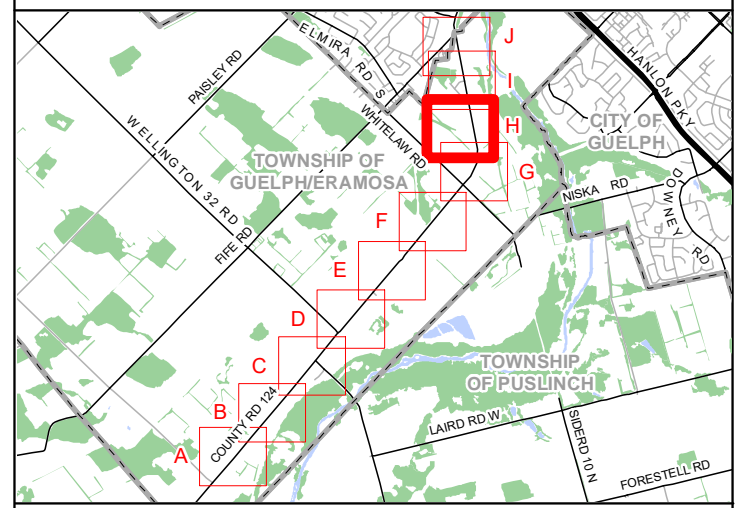 J
ELMIRA RD S
PAISLEY RD
HANLON PKY
I
H
CITY OF
GUELPH
WHITELAW RD
WELLINGTON 32 RD
TOWNSHIP OF
GUELPH/ERAMOSA
G
NISKA RD
DOWNEY RD
F
FIFE RD
E
D
TOWNSHIP
OF PUSLINCH
C
B
COUNTY RD 124
LAIRD RD W
SIDERD 10 N
A
FORESTELL RD